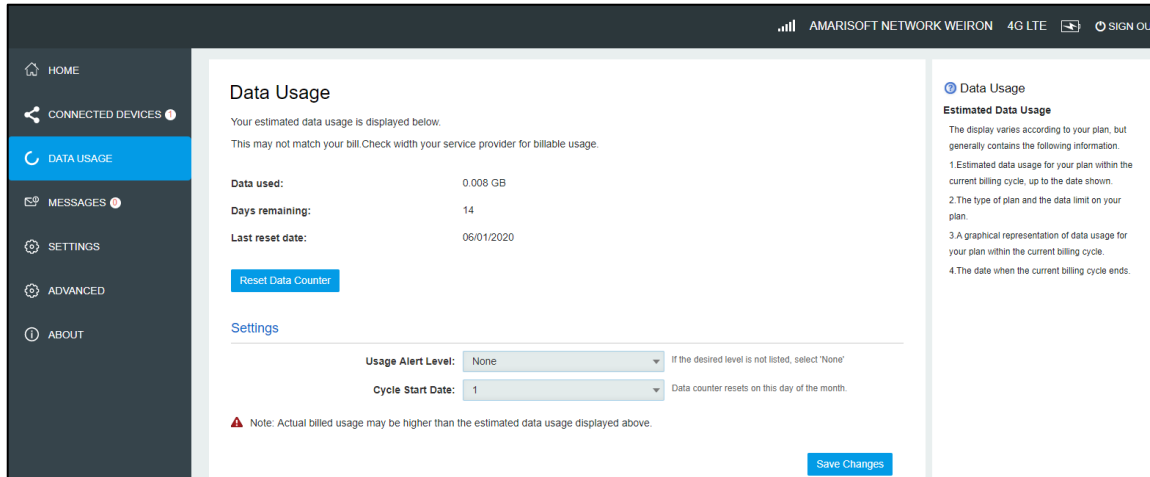 AMARISOFT NETWORK WEIRON 4G LTE SIGN OU
HOME
CONNECTED DEVICES 1
DATA USAGE
MESSAGES 0
SETTINGS
ADVANCED
ABOUT
Data Usage
Your estimated data usage is displayed below.
This may not match your bill.Check width your service provider for billable usage.
Data used: 0.008 GB
Days remaining: 14
Last reset date: 06/01/2020
Reset Data Counter
Settings
Usage Alert Level: None If the desired level is not listed, select 'None'
Cycle Start Date: 1 Data counter resets on this day of the month.
Note: Actual billed usage may be higher than the estimated data usage displayed above.
Save Changes
? Data Usage
Estimated Data Usage
The display varies according to your plan, but
generally contains the following information.
1.Estimated data usage for your plan within the
current billing cycle, up to the date shown.
2.The type of plan and the data limit on your
plan.
3.A graphical representation of data usage for
your plan within the current billing cycle.
4.The date when the current billing cycle ends.